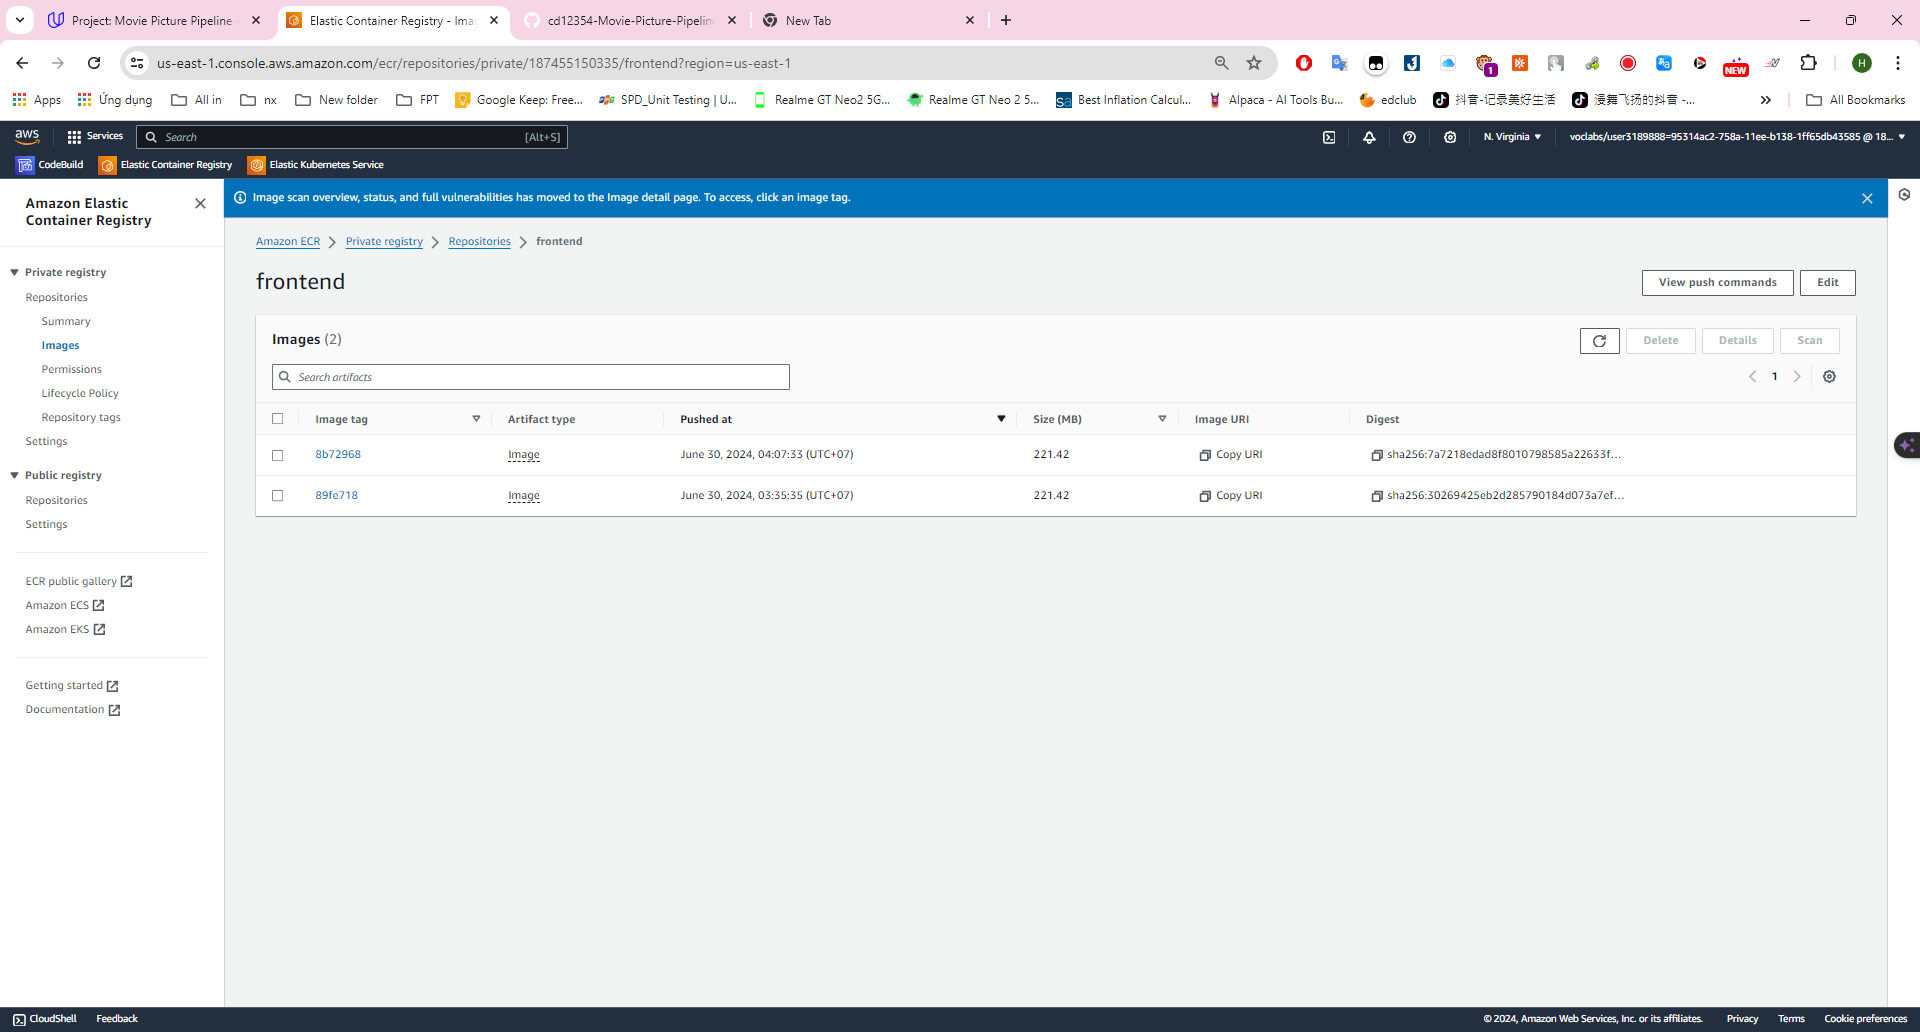 Project: Movie Picture Pipeline
Elastic Container Registry - Ima
cd12354-Movie-Picture-Pipeline
New Tab
us-east-1.console.aws.amazon.com/ecr/repositories/private/187455150335/frontend?region=us-east-1
1
NEW
H
Apps
Ứng dụng
All in
nx
New folder
FPT
Google Keep: Free...
SPD_Unit Testing | U...
Realme GT Neo2 5G...
Realme GT Neo 2 5...
sa
Best Inflation Calcul...
Alpaca - AI Tools Bu...
edclub
抖音-记录美好生活
漫舞飞扬的抖音 -...
All Bookmarks
aws
Services
Search
[Alt+S]
N. Virginia
voclabs/user3189888=95314ac2-758a-11ee-b138-1ff65db43585 @ 18...
CodeBuild
Elastic Container Registry
Elastic Kubernetes Service
Amazon Elastic
Container Registry
Private registry
Repositories
Summary
Images
Permissions
Lifecycle Policy
Repository tags
Settings
Public registry
Repositories
Settings
ECR public gallery
Amazon ECS
Amazon EKS
Getting started
Documentation
Image scan overview, status, and full vulnerabilities has moved to the Image detail page. To access, click an image tag.
Amazon ECR
Private registry
Repositories
frontend
frontend
View push commands
Edit
Images (2)
Delete
Details
Scan
Search artifacts
1
Image tag
Artifact type
Pushed at
Size (MB)
Image URI
Digest
8b72968
Image
June 30, 2024, 04:07:33 (UTC+07)
221.42
Copy URI
sha256:7a7218edad8f8010798585a22633f...
89fe718
Image
June 30, 2024, 03:35:35 (UTC+07)
221.42
Copy URI
sha256:30269425eb2d285790184d073a7ef...
CloudShell
Feedback
© 2024, Amazon Web Services, Inc. or its affiliates.
Privacy
Terms
Cookie preferences